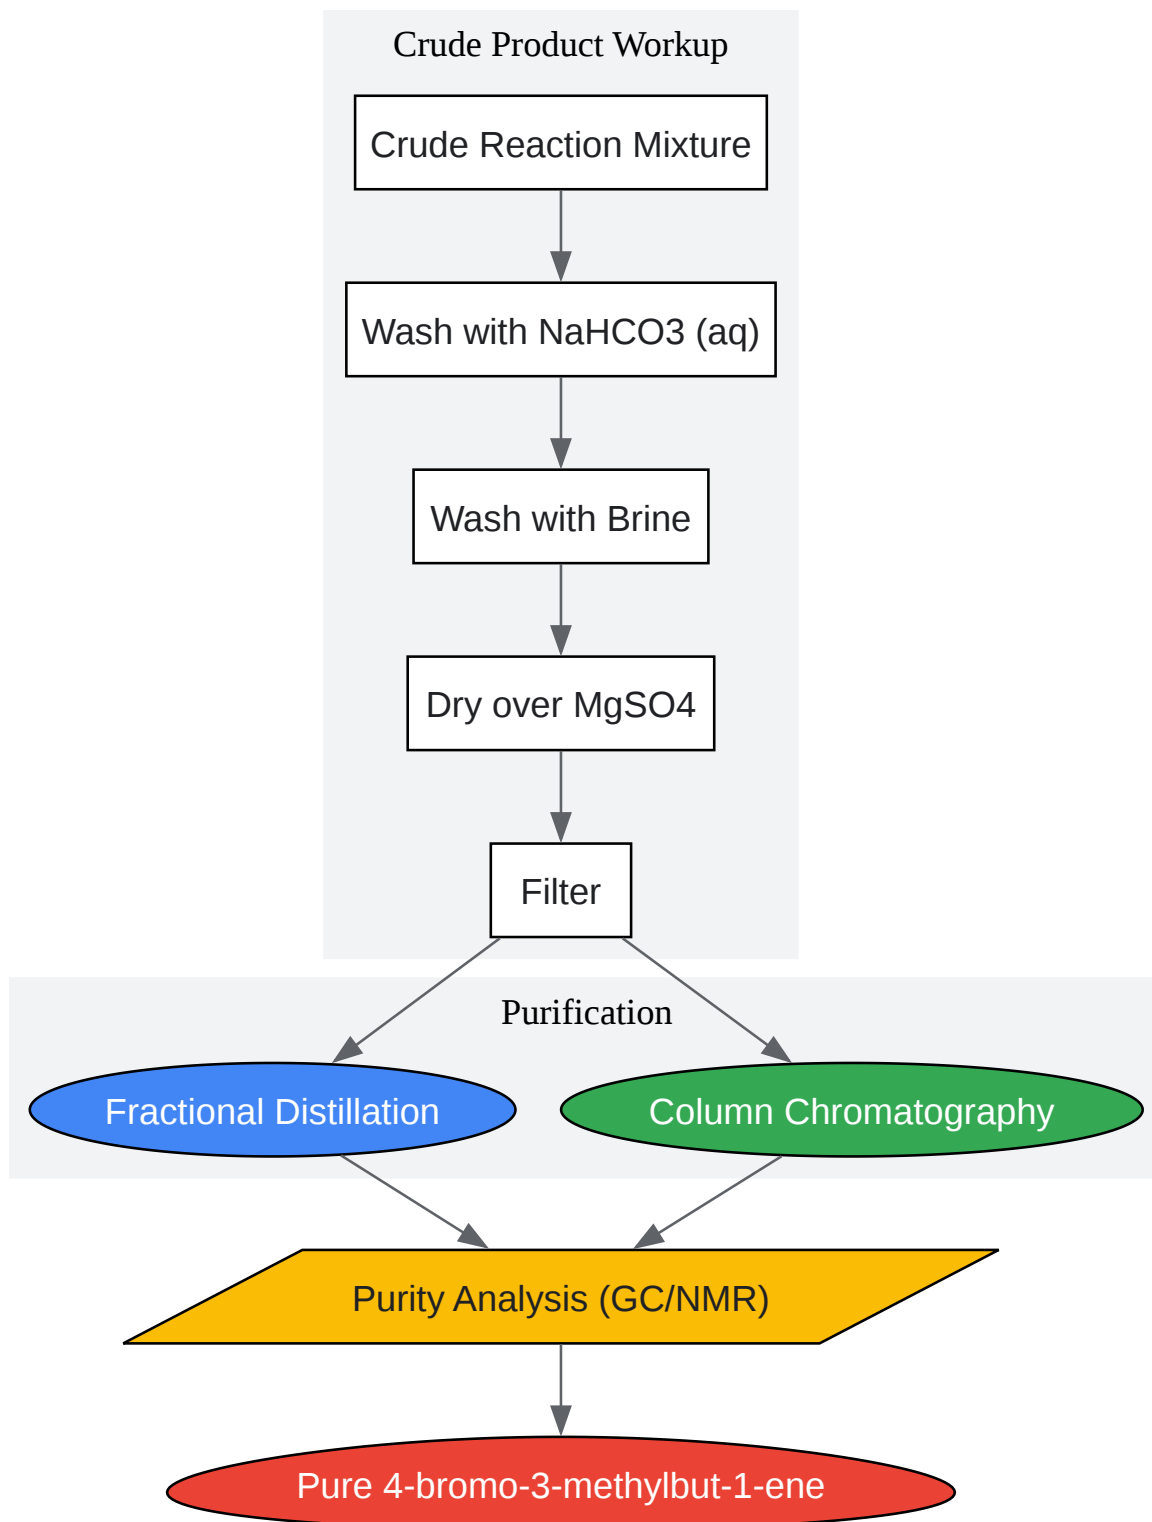 Crude Product Workup
Crude Reaction Mixture
Wash with NaHCO3 (aq)
Wash with Brine
Dry over MgSO4
Filter
Purification
Fractional Distillation
Column Chromatography
Purity Analysis (GC/NMR)
Pure 4-bromo-3-methylbut-1-ene